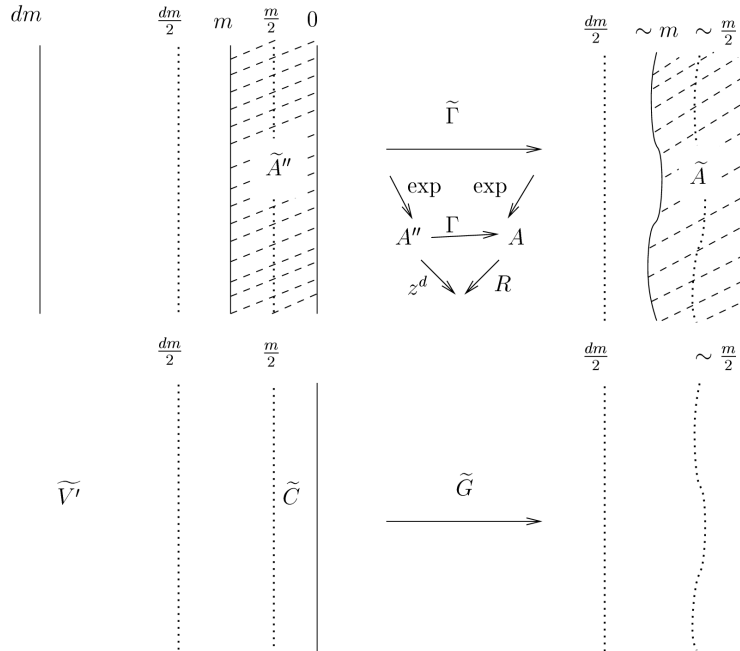 dm
dm/2
m
m/2
0
dm/2
∼ m
∼ m/2
Γ̃
Ã″
Ã
exp
exp
A″
Γ
A
z^d
R
dm/2
m/2
dm/2
∼ m/2
Ṽ′
C̃
G̃